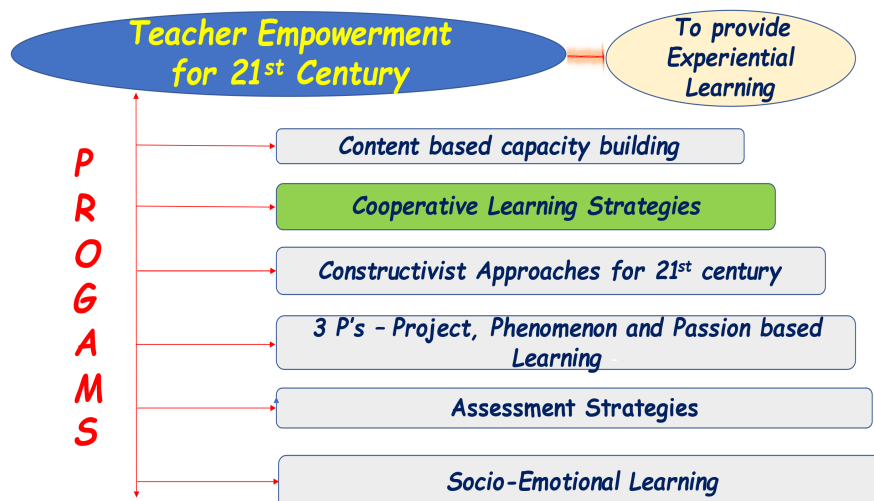 Teacher Empowerment
for 21st Century
To provide
Experiential
Learning
P
R
O
G
A
M
S
Content based capacity building
Cooperative Learning Strategies
Constructivist Approaches for 21st century
3 P's – Project, Phenomenon and Passion based
Learning
Assessment Strategies
Socio-Emotional Learning